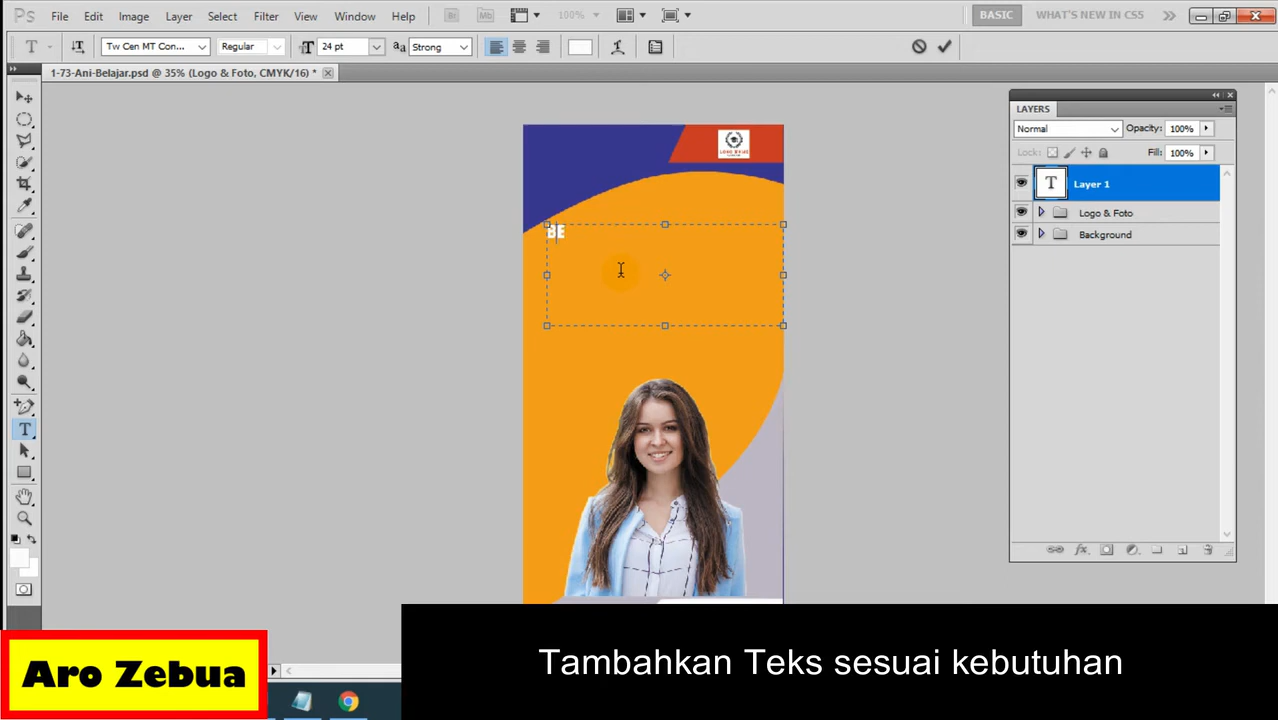 Ps File Edit Image Layer Select Filter View Window Help Br Mb 100% BASIC WHAT'S NEW IN CS5
T Tw Cen MT Con... Regular 24 pt aa Strong
1-73-Ani-Belajar.psd @ 35% (Logo & Foto, CMYK/16) *
LAYERS
Normal Opacity: 100%
Lock: Fill: 100%
T Layer 1
Logo & Foto
Background
BE
T
Aro Zebua
Tambahkan Teks sesuai kebutuhan